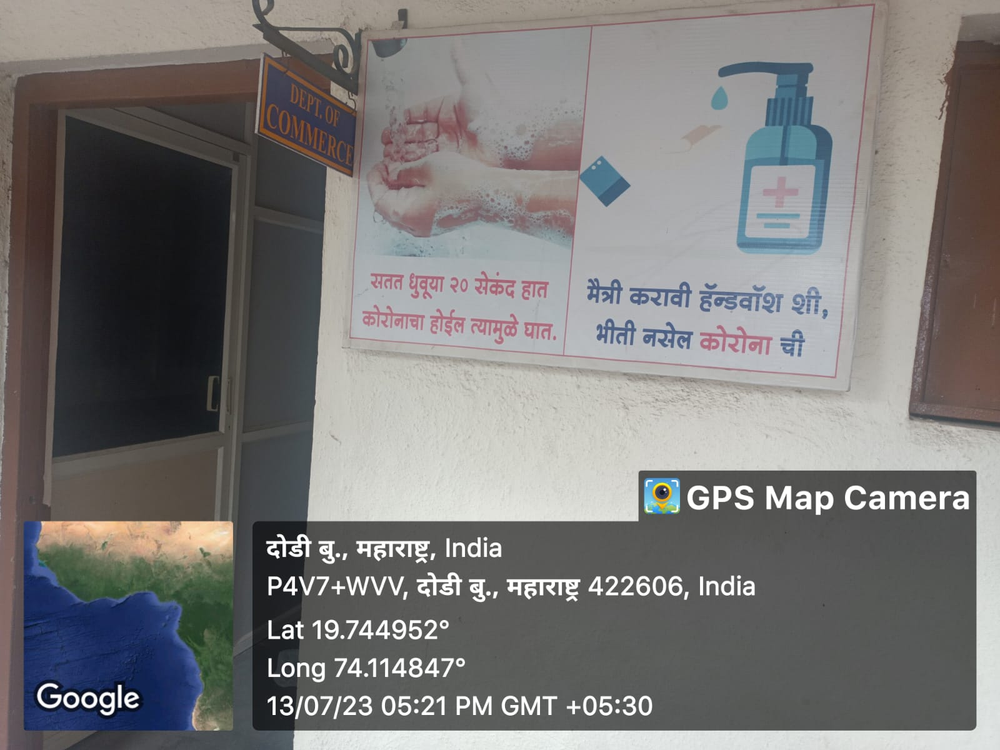 DEPT. OF
COMMERCE
सतत धुवूया २० सेकंद हात
कोरोनाचा होईल त्यामुळे घात.
मैत्री करावी हॅन्डवॉश शी,
भीती नसेल कोरोना ची
GPS Map Camera
दोडी बु., महाराष्ट्र, India
P4V7+WVV, दोडी बु., महाराष्ट्र 422606, India
Lat 19.744952°
Long 74.114847°
13/07/23 05:21 PM GMT +05:30
Google